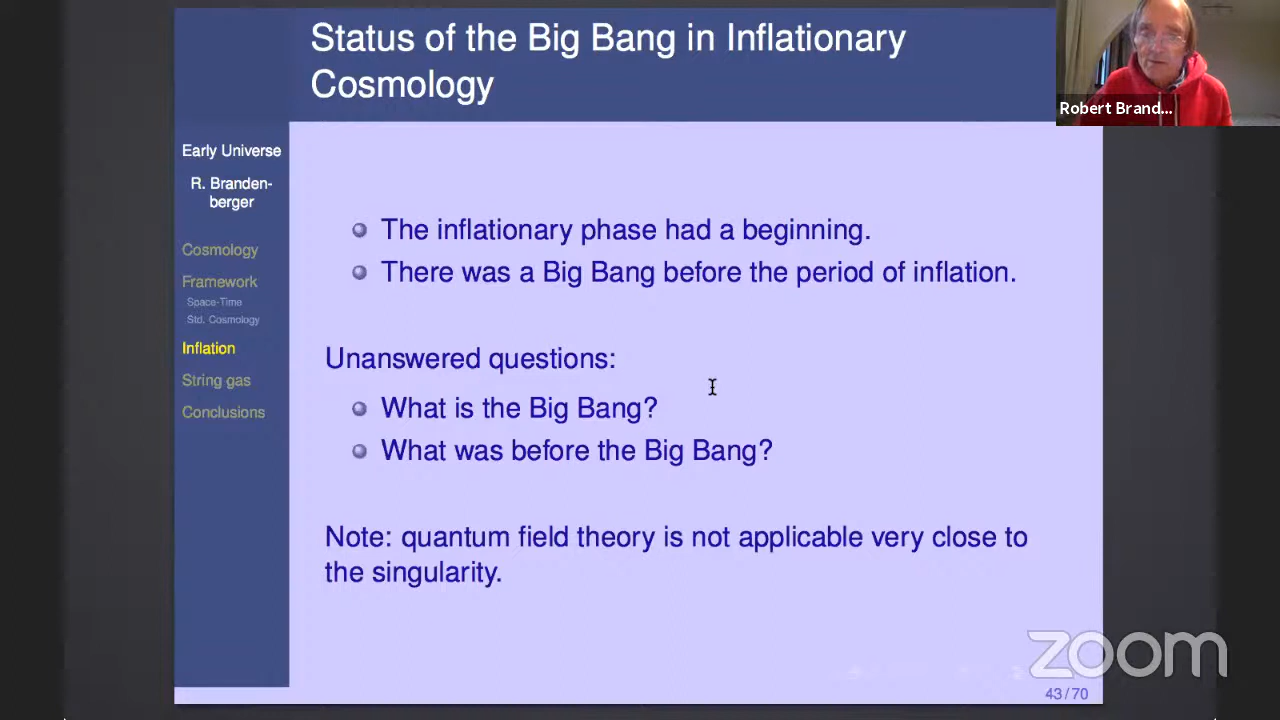 Status of the Big Bang in Inflationary
Cosmology
Robert Brand...
Early Universe
R. Branden-
berger
Cosmology
Framework
Space-Time
Std. Cosmology
Inflation
String gas
Conclusions
The inflationary phase had a beginning.
There was a Big Bang before the period of inflation.
Unanswered questions:
What is the Big Bang?
What was before the Big Bang?
Note: quantum field theory is not applicable very close to
the singularity.
zoom
43/70